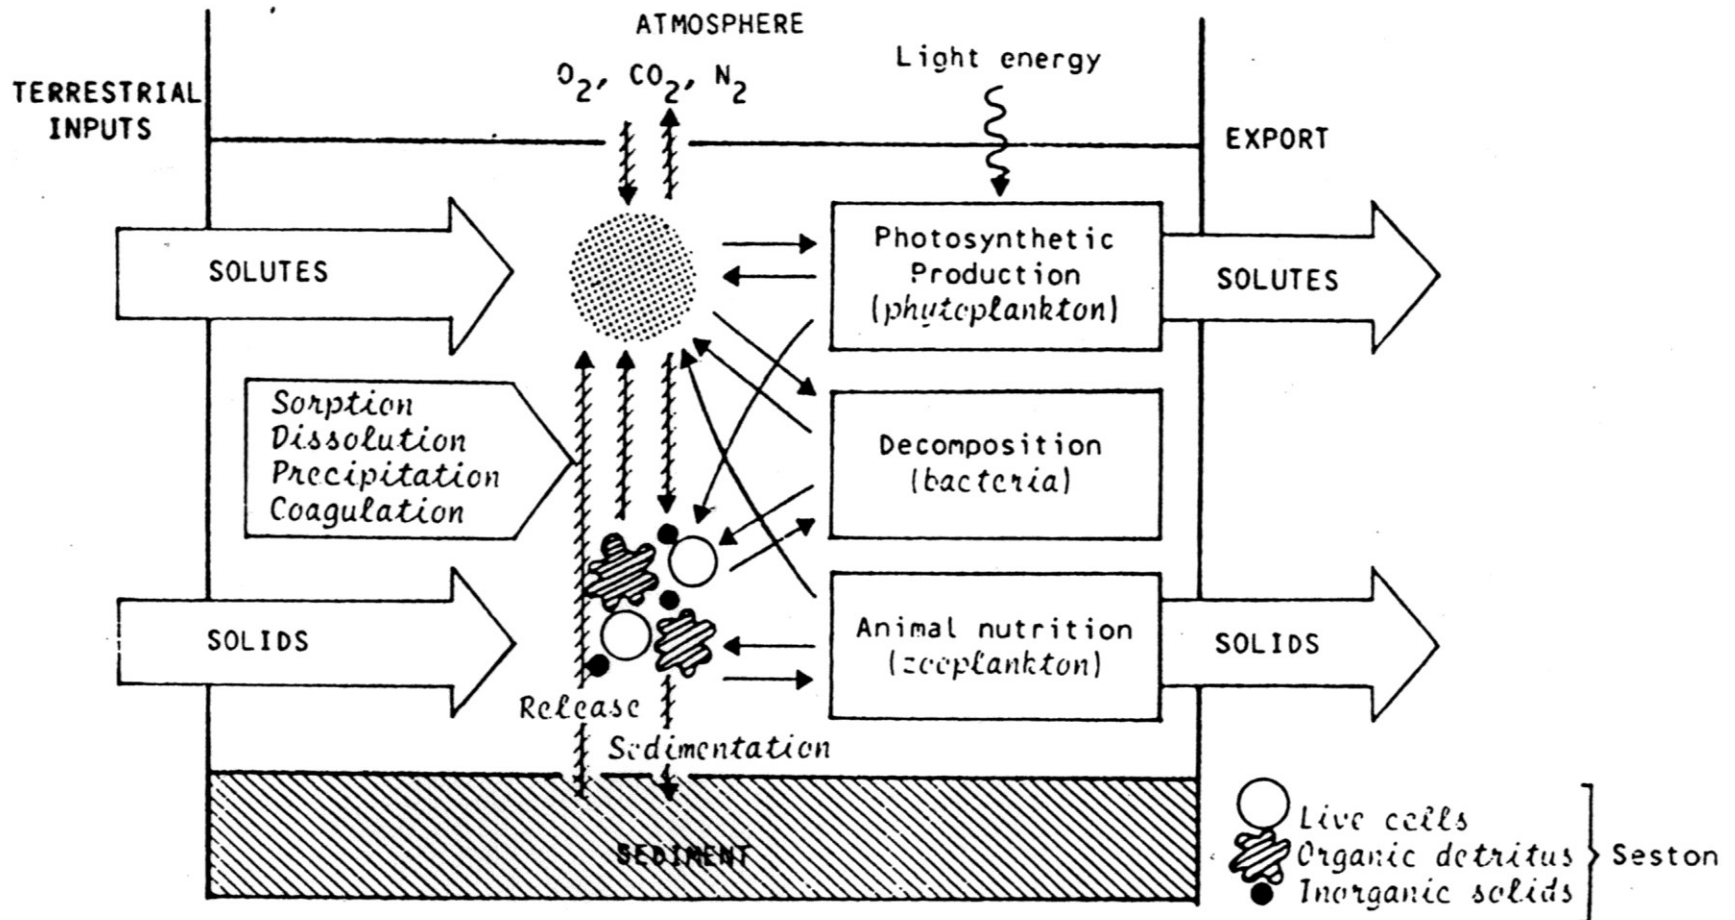 ATMOSPHERE
O2, CO2, N2
Light energy
TERRESTRIAL
INPUTS
EXPORT
SOLUTES
Photosynthetic
Production
(phytoplankton)
SOLUTES
Sorption
Dissolution
Precipitation
Coagulation
Decomposition
(bacteria)
SOLIDS
Animal nutrition
(zooplankton)
SOLIDS
Release
Sedimentation
SEDIMENT
Live cells
Organic detritus
Inorganic solids
Seston